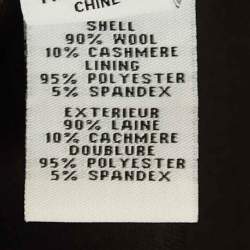 CHINE
SHELL
90% WOOL
10% CASHMERE
LINING
95% POLYESTER
5% SPANDEX
EXTERIEUR
90% LAINE
10% CACHMERE
DOUBLURE
95% POLYESTER
5% SPANDEX